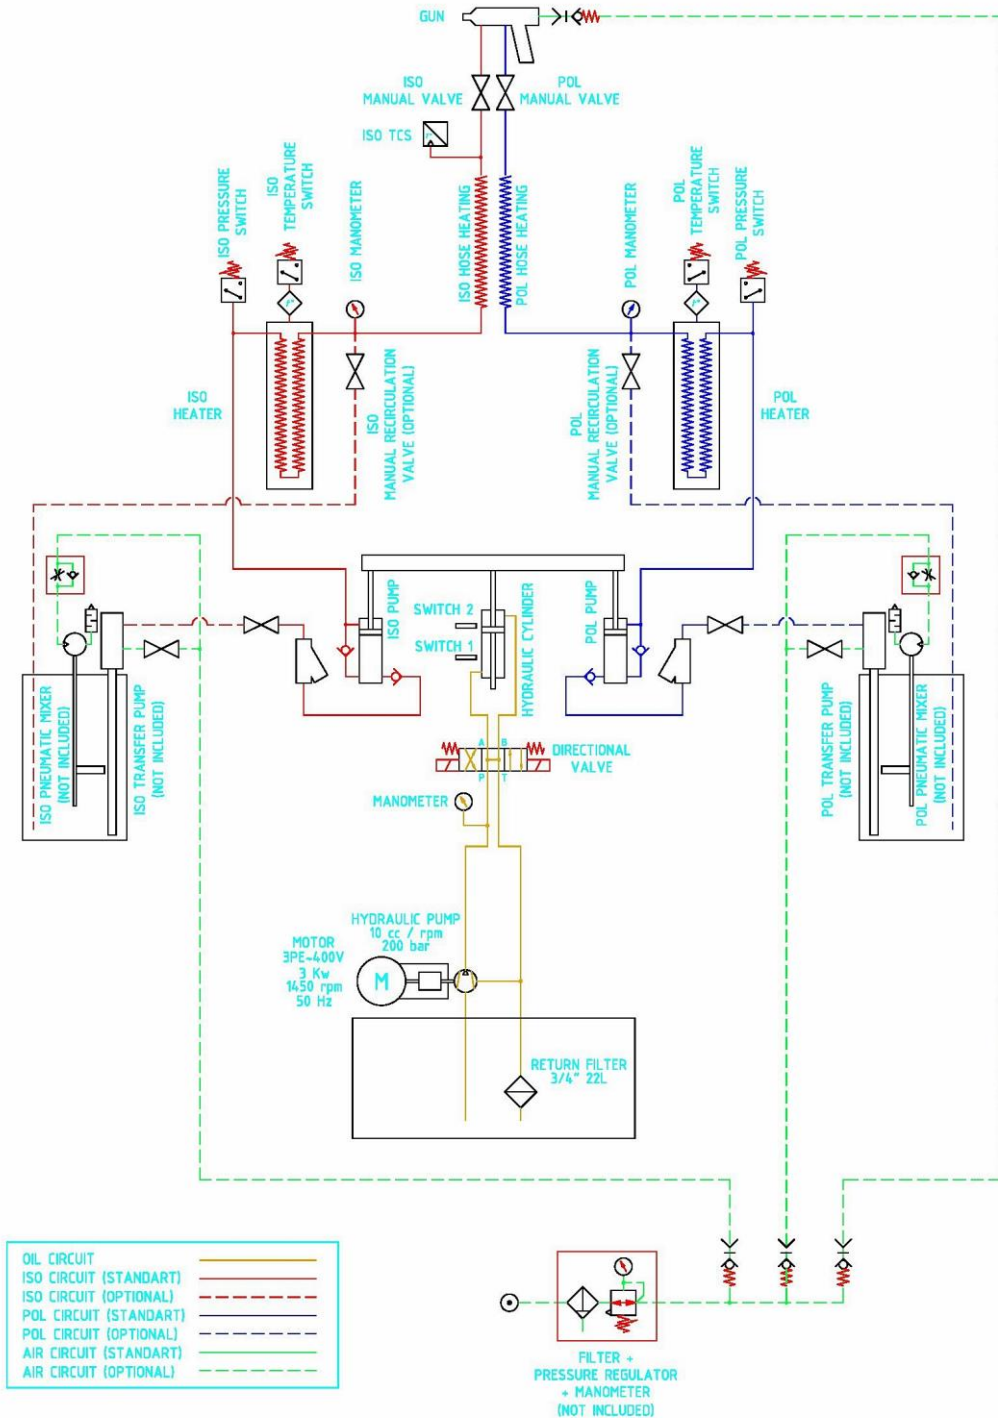 GUN
ISO
MANUAL VALVE
POL
MANUAL VALVE
ISO TCS
ISO PRESSURE
SWITCH
ISO
TEMPERATURE
SWITCH
ISO MANOMETER
ISO HOSE HEATING
POL HOSE HEATING
POL MANOMETER
POL
TEMPERATURE
SWITCH
POL PRESSURE
SWITCH
ISO
HEATER
ISO
MANUAL RECIRCULATION
VALVE (OPTIONAL)
POL
MANUAL RECIRCULATION
VALVE (OPTIONAL)
POL
HEATER
ISO PUMP
SWITCH 2
SWITCH 1
HYDRAULIC CYLINDER
POL PUMP
ISO PNEUMATIC MIXER
(NOT INCLUDED)
ISO TRANSFER PUMP
(NOT INCLUDED)
POL TRANSFER PUMP
(NOT INCLUDED)
POL PNEUMATIC MIXER
(NOT INCLUDED)
A B
P T
DIRECTIONAL
VALVE
MANOMETER
HYDRAULIC PUMP
10 cc / rpm
200 bar
MOTOR
3PE~400V
3 Kw
1450 rpm
50 Hz
M
RETURN FILTER
3/4" 22L
OIL CIRCUIT
ISO CIRCUIT (STANDART)
ISO CIRCUIT (OPTIONAL)
POL CIRCUIT (STANDART)
POL CIRCUIT (OPTIONAL)
AIR CIRCUIT (STANDART)
AIR CIRCUIT (OPTIONAL)
FILTER +
PRESSURE REGULATOR
+ MANOMETER
(NOT INCLUDED)